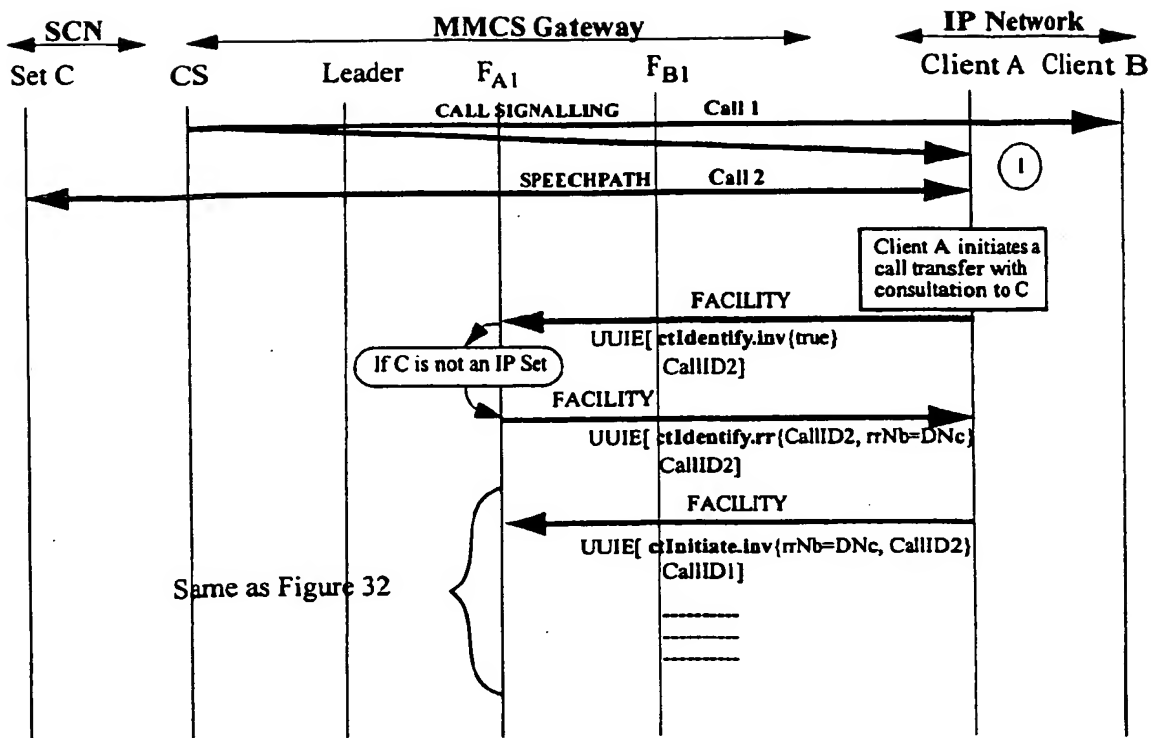 SCN MMCS Gateway IP Network
Set C CS Leader FA1 FB1 Client A Client B
CALL SIGNALLING Call 1
1
SPEECHPATH Call 2
Client A initiates a
call transfer with
consultation to C
FACILITY
UUIE[ ctIdentify.inv{true}
CallID2]
If C is not an IP Set
FACILITY
UUIE[ ctIdentify.rr{CallID2, rrNb=DNc}
CallID2]
FACILITY
UUIE[ ctInitiate.inv{rrNb=DNc, CallID2}
CallID1]
Same as Figure 32